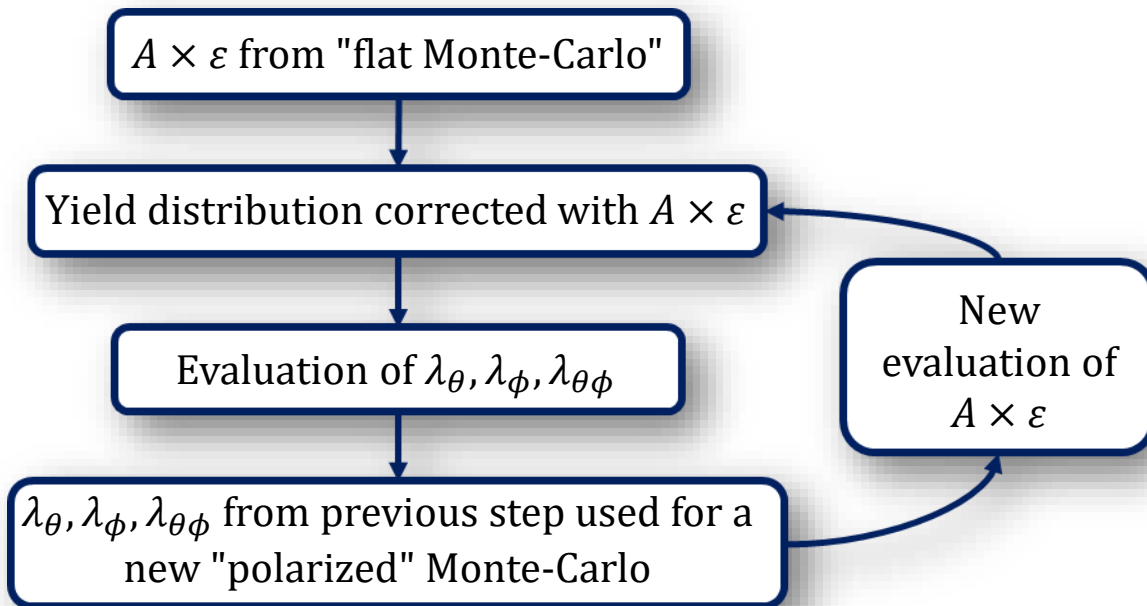 A × ε from "flat Monte-Carlo"
Yield distribution corrected with A × ε
Evaluation of λ_θ, λ_ϕ, λ_θϕ
λ_θ, λ_ϕ, λ_θϕ from previous step used for a
new "polarized" Monte-Carlo
New
evaluation of
A × ε